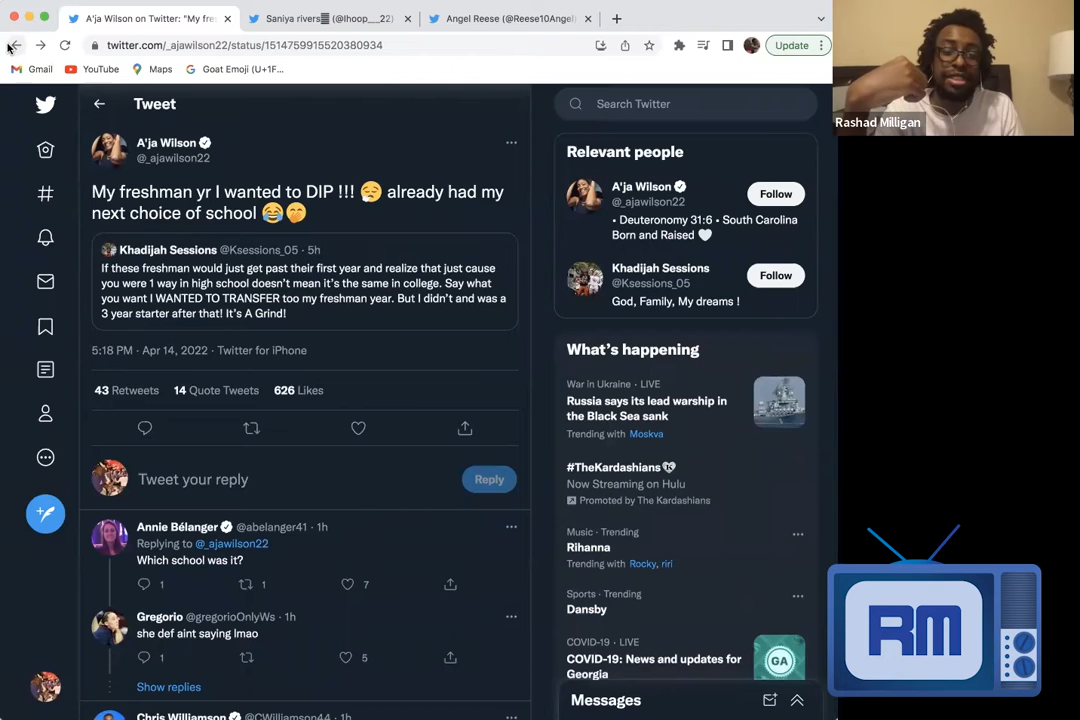 A'ja Wilson on Twitter: "My fres
Saniya rivers (@lhoop__22)
Angel Reese (@Reese10Angel)
twitter.com/_ajawilson22/status/1514759915520380934
Update
Gmail
YouTube
Maps
Goat Emoji (U+1F...
Rashad Milligan
Tweet
A'ja Wilson
@_ajawilson22
My freshman yr I wanted to DIP !!! 😪 already had my
next choice of school 😂🤭
Khadijah Sessions @Ksessions_05 · 5h
If these freshman would just get past their first year and realize that just cause
you were 1 way in high school doesn't mean it's the same in college. Say what
you want I WANTED TO TRANSFER too my freshman year. But I didn't and was a
3 year starter after that! It's A Grind!
5:18 PM · Apr 14, 2022 · Twitter for iPhone
43 Retweets 14 Quote Tweets 626 Likes
Tweet your reply
Reply
Annie Bélanger @abelanger41 · 1h
Replying to @_ajawilson22
Which school was it?
1 1 7
Gregorio @gregorioOnlyWs · 1h
she def aint saying lmao
1 5
Show replies
Chris Williamson @CWilliamson44 · 1h
Search Twitter
Relevant people
A'ja Wilson
@_ajawilson22
Follow
• Deuteronomy 31:6 • South Carolina
Born and Raised 🤍
Khadijah Sessions
@Ksessions_05
Follow
God, Family, My dreams !
What's happening
War in Ukraine · LIVE
Russia says its lead warship in
the Black Sea sank
Trending with Moskva
#TheKardashians
Now Streaming on Hulu
Promoted by The Kardashians
Music · Trending
Rihanna
Trending with Rocky, riri
Sports · Trending
Dansby
COVID-19 · LIVE
COVID-19: News and updates for
Georgia
GA
Messages
RM